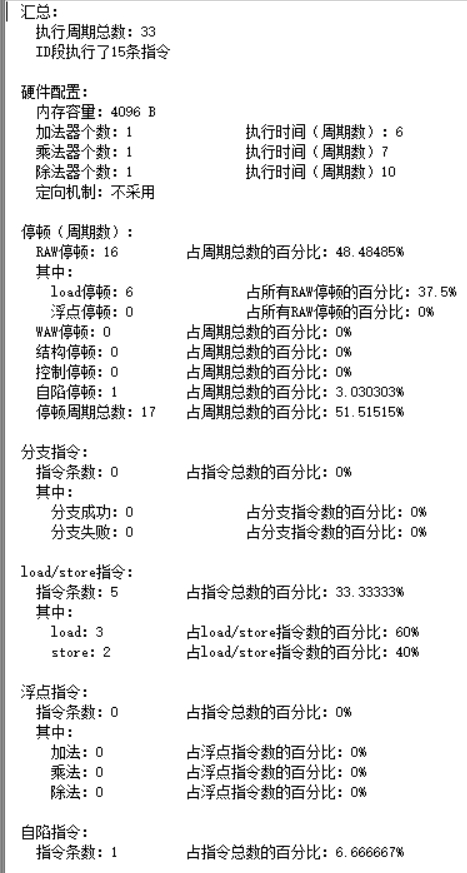 汇总:
执行周期总数: 33
ID段执行了15条指令
硬件配置:
内存容量: 4096 B
加法器个数: 1 执行时间（周期数）: 6
乘法器个数: 1 执行时间（周期数）7
除法器个数: 1 执行时间（周期数）10
定向机制: 不采用
停顿（周期数）:
RAW停顿: 16 占周期总数的百分比: 48.48485%
其中:
load停顿: 6 占所有RAW停顿的百分比: 37.5%
浮点停顿: 0 占所有RAW停顿的百分比: 0%
WAW停顿: 0 占周期总数的百分比: 0%
结构停顿: 0 占周期总数的百分比: 0%
控制停顿: 0 占周期总数的百分比: 0%
自陷停顿: 1 占周期总数的百分比: 3.030303%
停顿周期总数: 17 占周期总数的百分比: 51.51515%
分支指令:
指令条数: 0 占指令总数的百分比: 0%
其中:
分支成功: 0 占分支指令数的百分比: 0%
分支失败: 0 占分支指令数的百分比: 0%
load/store指令:
指令条数: 5 占指令总数的百分比: 33.33333%
其中:
load: 3 占load/store指令数的百分比: 60%
store: 2 占load/store指令数的百分比: 40%
浮点指令:
指令条数: 0 占指令总数的百分比: 0%
其中:
加法: 0 占浮点指令数的百分比: 0%
乘法: 0 占浮点指令数的百分比: 0%
除法: 0 占浮点指令数的百分比: 0%
自陷指令:
指令条数: 1 占指令总数的百分比: 6.666667%